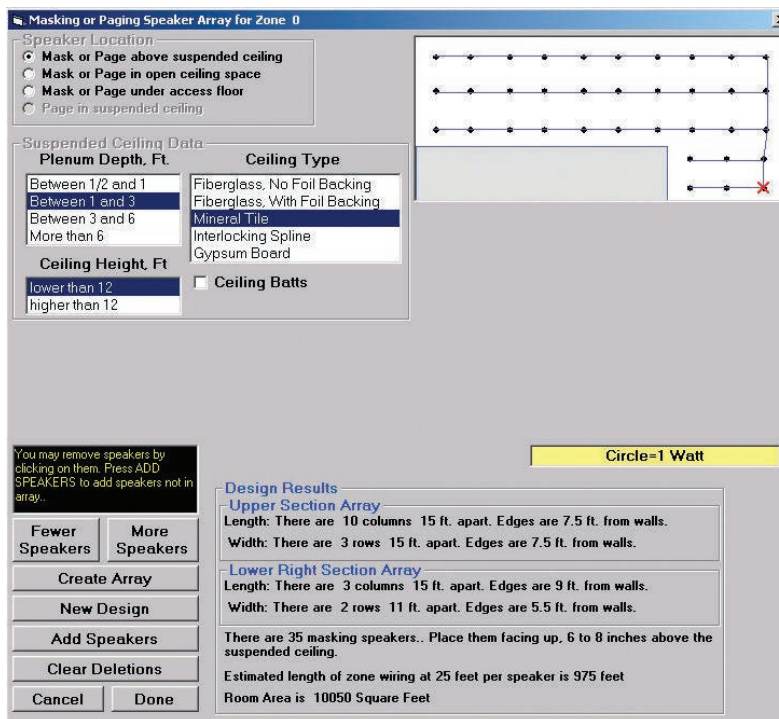 Masking or Paging Speaker Array for Zone 0
Speaker Location
Mask or Page above suspended ceiling
Mask or Page in open ceiling space
Mask or Page under access floor
Page in suspended ceiling
Suspended Ceiling Data
Plenum Depth, Ft.
Between 1/2 and 1
Between 1 and 3
Between 3 and 6
More than 6
Ceiling Type
Fiberglass, No Foil Backing
Fiberglass, With Foil Backing
Mineral Tile
Interlocking Spline
Gypsum Board
Ceiling Height, Ft
lower than 12
higher than 12
Ceiling Batts
You may remove speakers by
clicking on them. Press ADD
SPEAKERS to add speakers not in
array..
Circle=1 Watt
Fewer
Speakers
More
Speakers
Create Array
New Design
Add Speakers
Clear Deletions
Cancel
Done
Design Results
Upper Section Array
Length: There are 10 columns 15 ft. apart. Edges are 7.5 ft. from walls.
Width: There are 3 rows 15 ft. apart. Edges are 7.5 ft. from walls.
Lower Right Section Array
Length: There are 3 columns 15 ft. apart. Edges are 9 ft. from walls.
Width: There are 2 rows 11 ft. apart. Edges are 5.5 ft. from walls.
There are 35 masking speakers.. Place them facing up, 6 to 8 inches above the
suspended ceiling.
Estimated length of zone wiring at 25 feet per speaker is 975 feet
Room Area is 10050 Square Feet